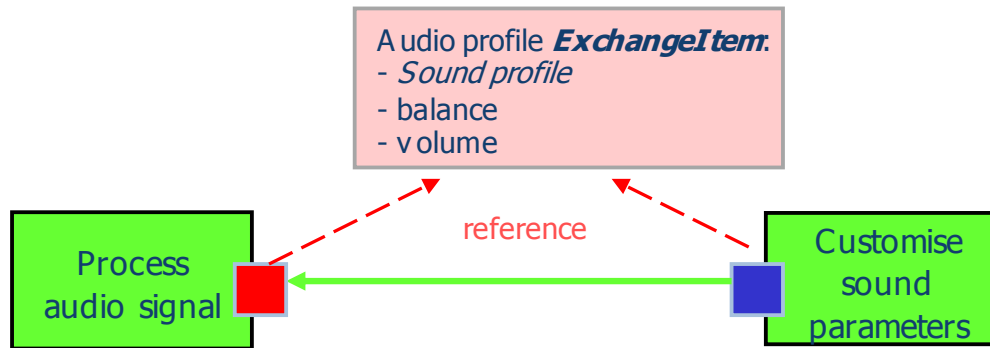 Audio profile ExchangeItem:
- Sound profile
- balance
- volume
reference
Process
audio signal
Customise
sound
parameters